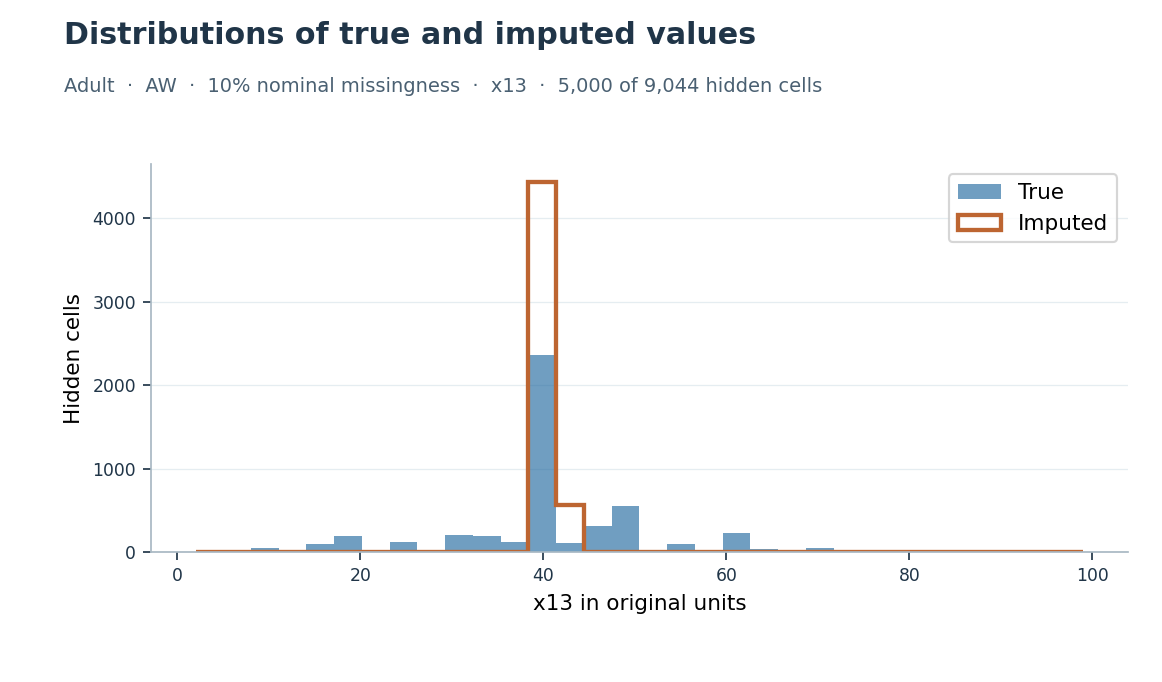 Distributions of true and imputed values
Adult · AW · 10% nominal missingness · x13 · 5,000 of 9,044 hidden cells
True
Imputed
Hidden cells
4000
3000
2000
1000
0
0 20 40 60 80 100
x13 in original units